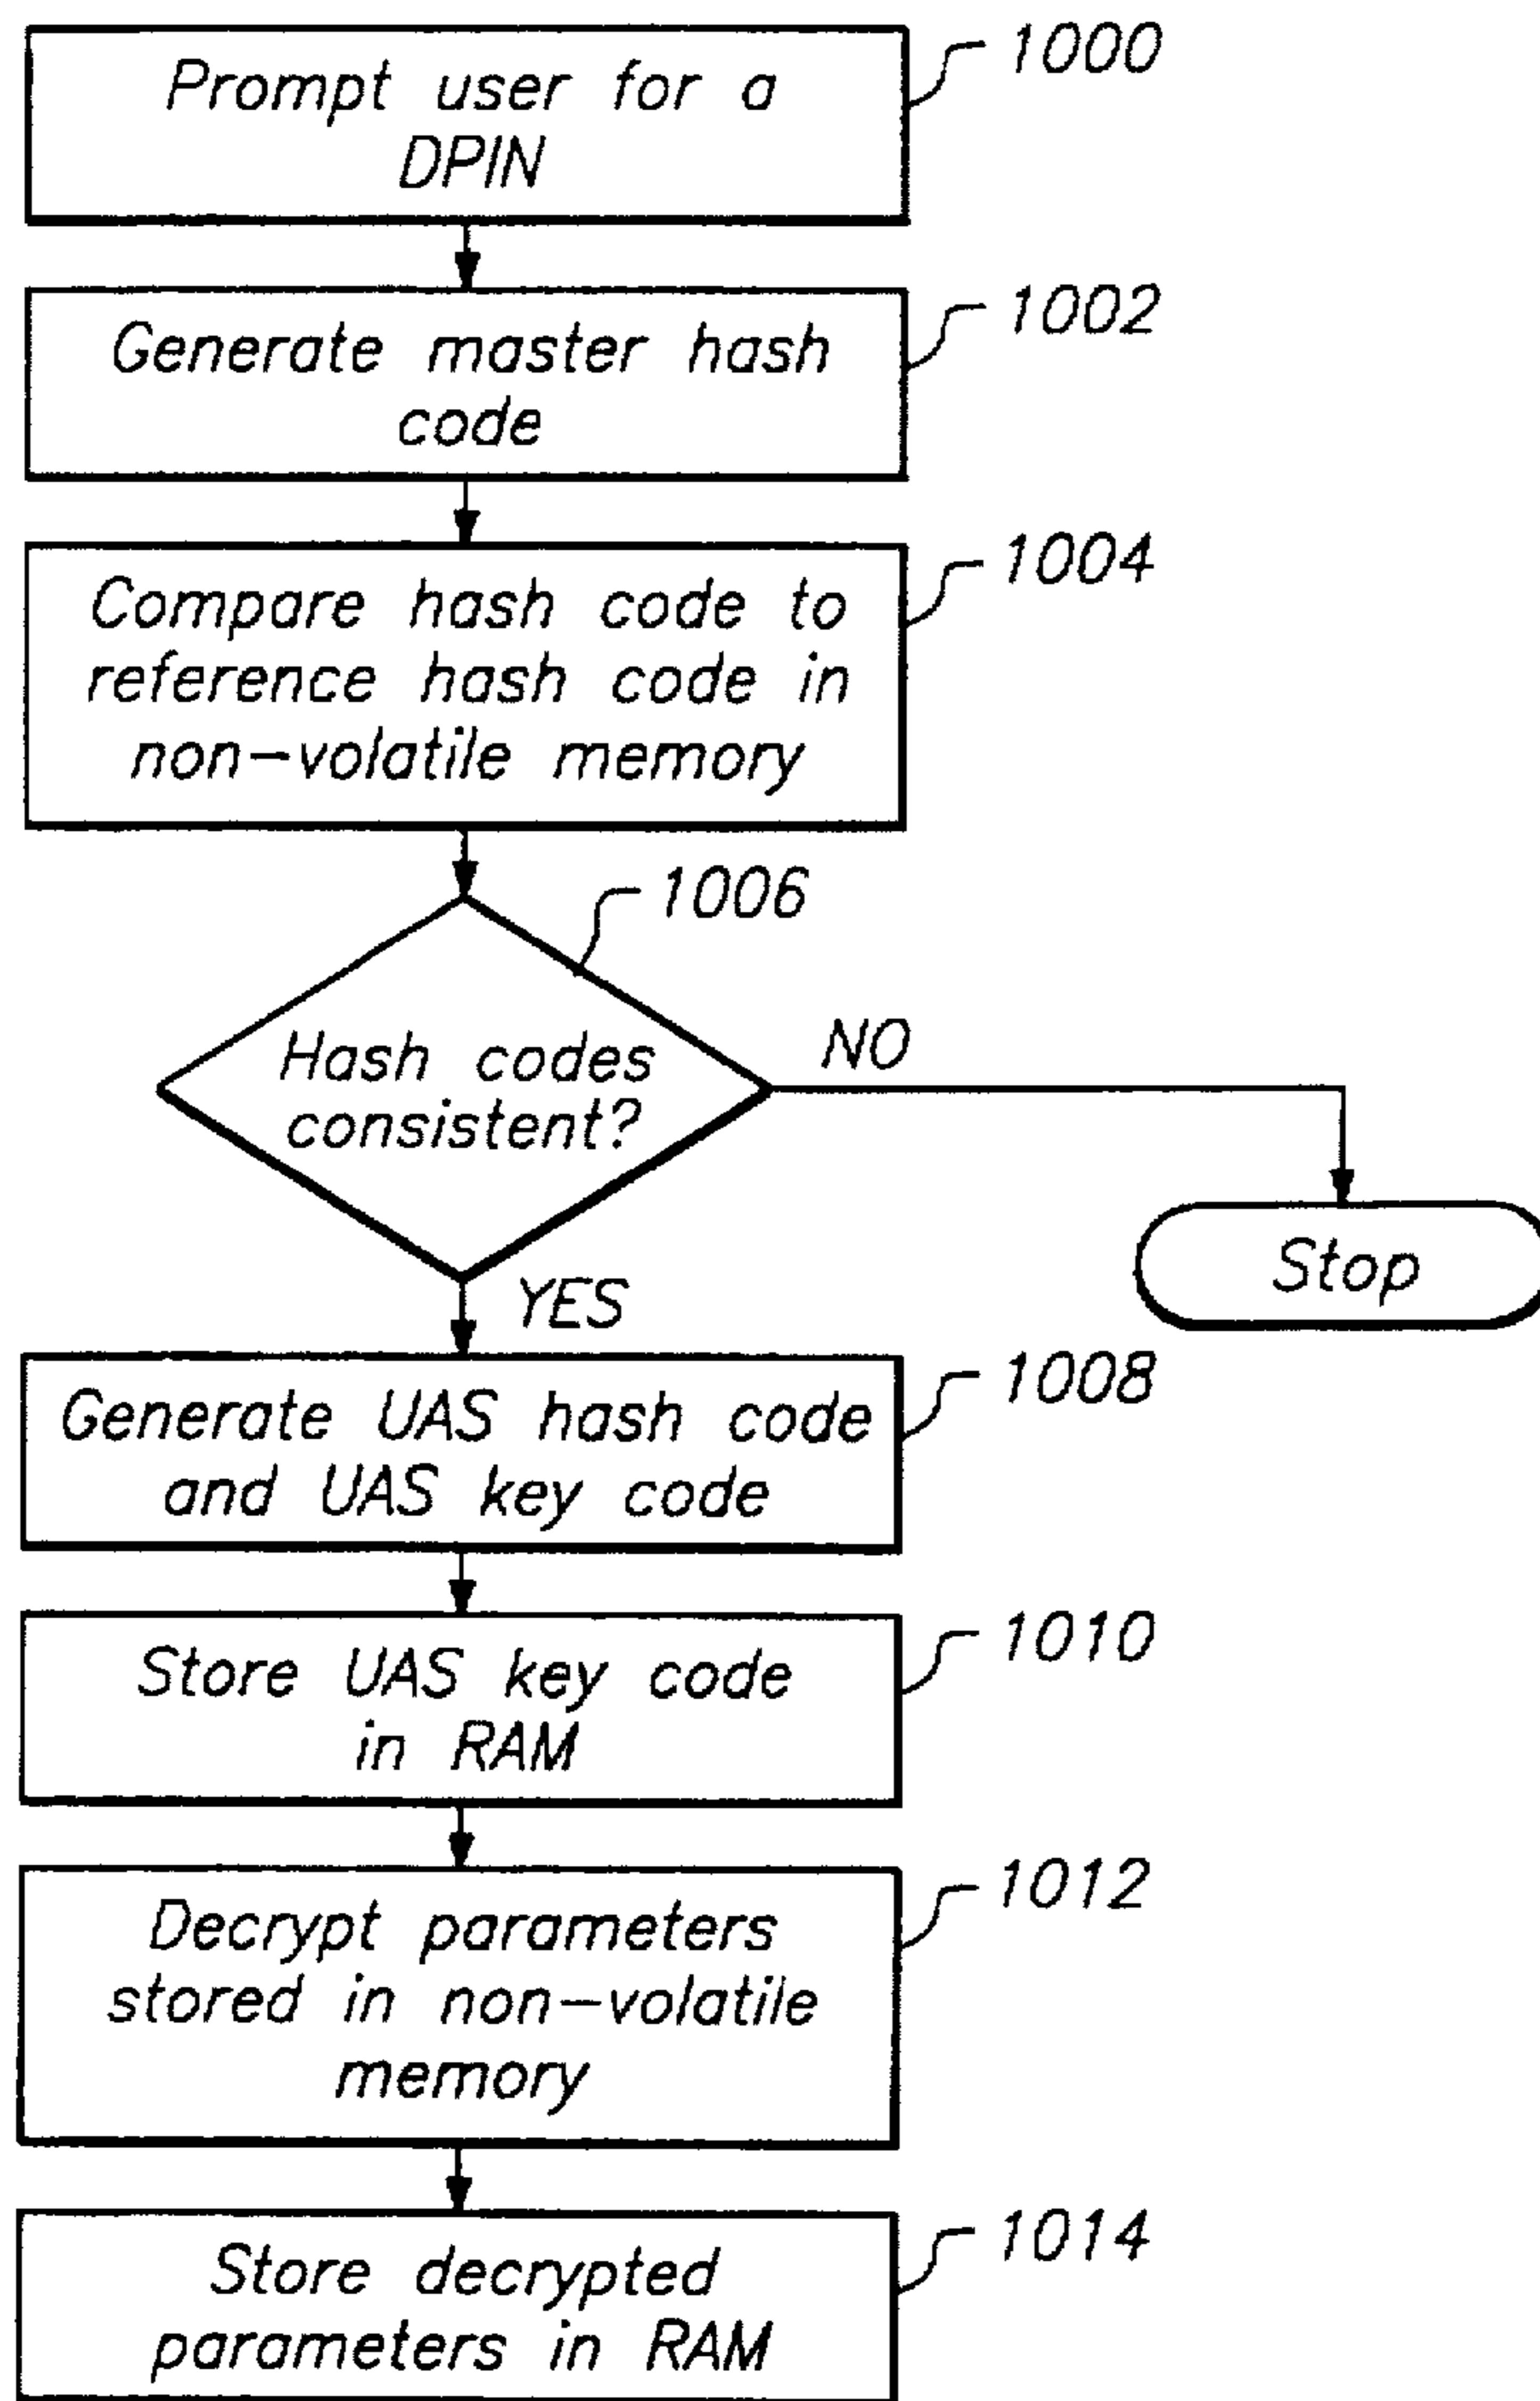 Prompt user for a
DPIN
1000
Generate master hash
code
1002
Compare hash code to
reference hash code in
non-volatile memory
1004
1006
Hash codes
consistent?
NO
Stop
YES
Generate UAS hash code
and UAS key code
1008
Store UAS key code
in RAM
1010
Decrypt parameters
stored in non-volatile
memory
1012
Store decrypted
parameters in RAM
1014